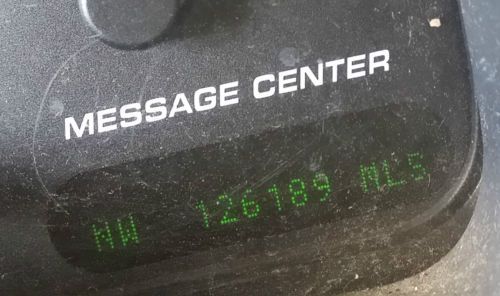 MESSAGE CENTER
NW 126189 MLS